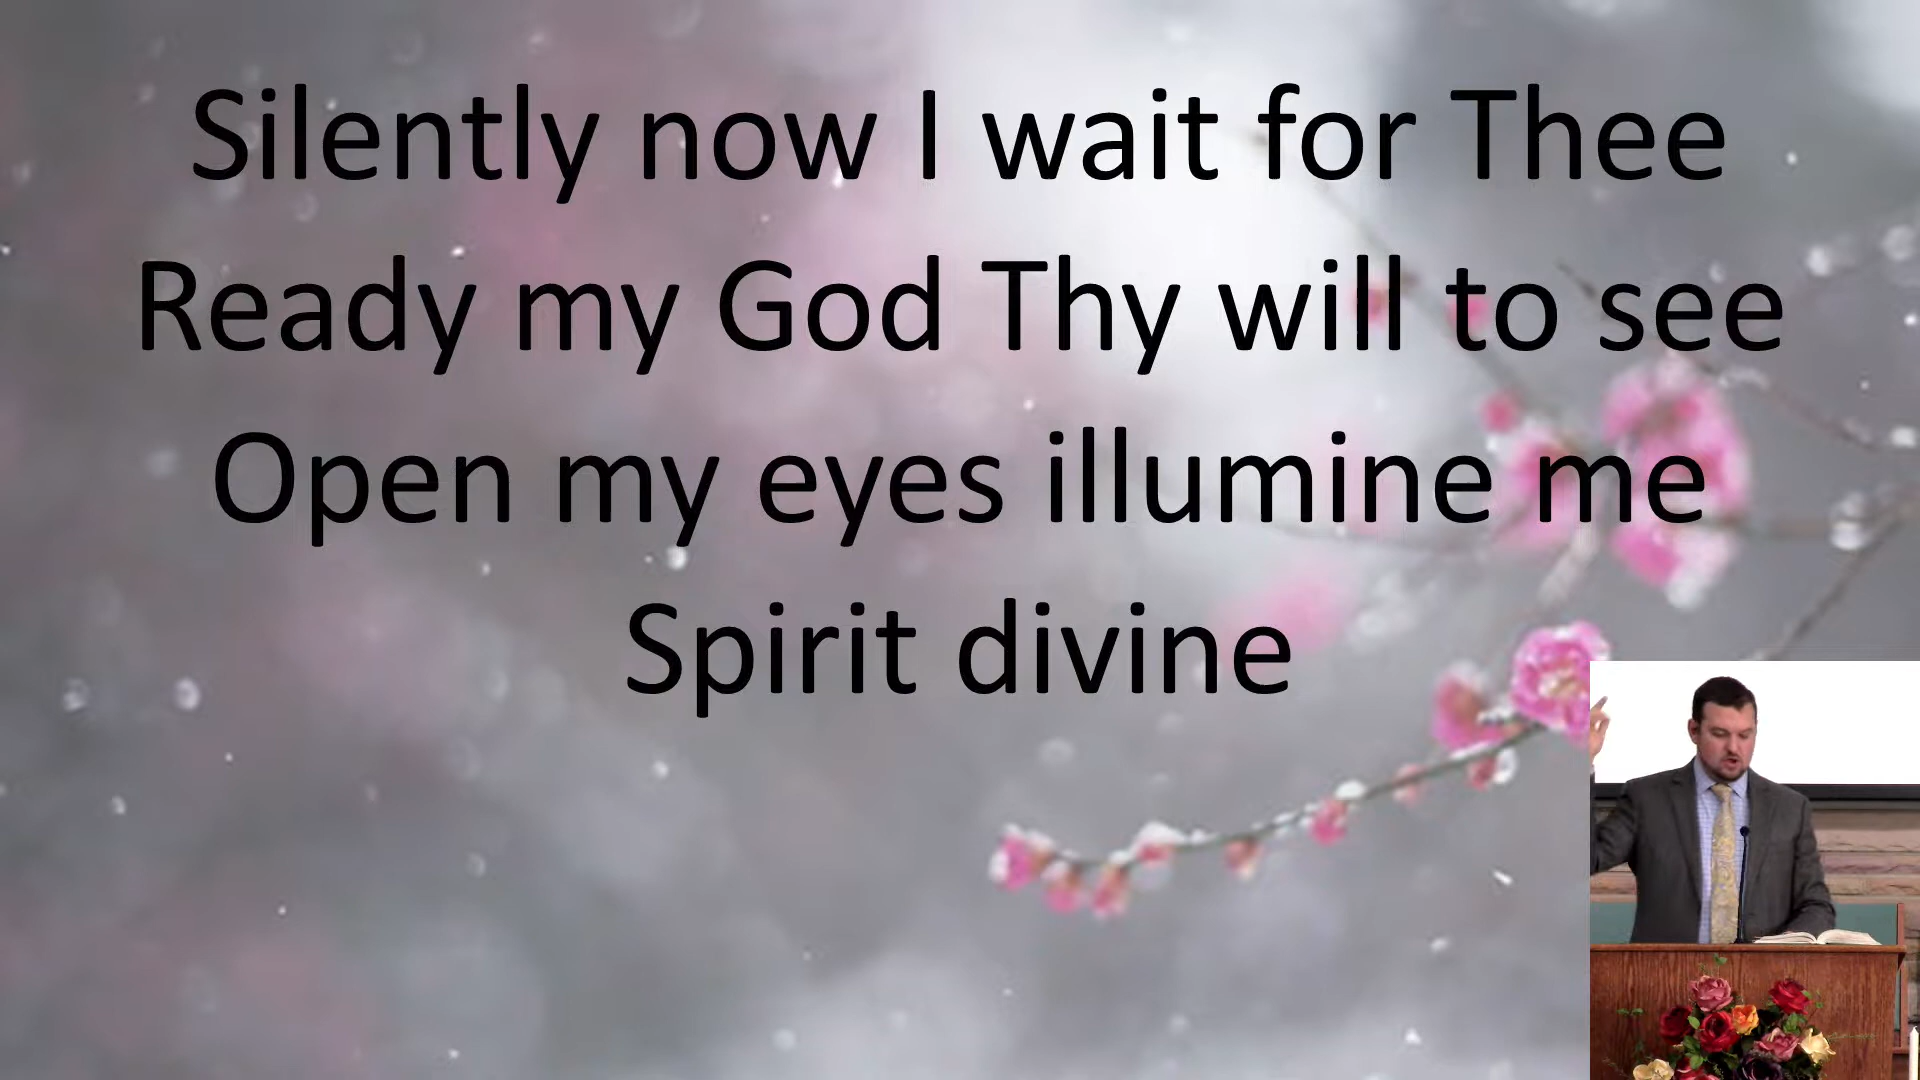 Silently now I wait for Thee
Ready my God Thy will to see
Open my eyes illumine me
Spirit divine